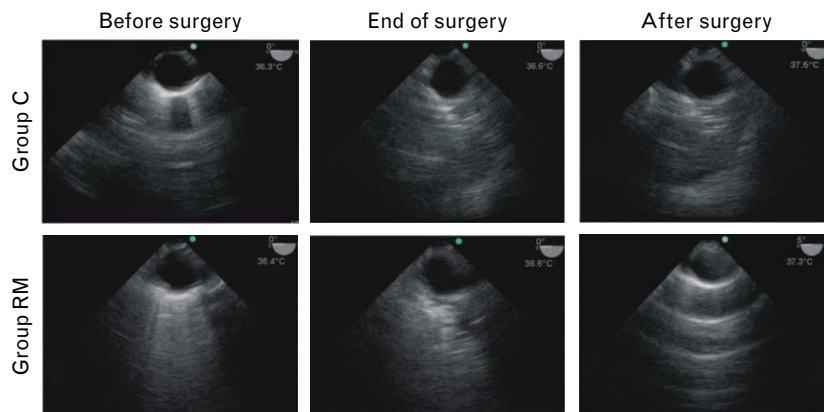 Before surgery
End of surgery
After surgery
Group C
0°
36.3°C
0°
36.6°C
0°
37.5°C
Group RM
0°
36.4°C
0°
36.6°C
5°
37.3°C